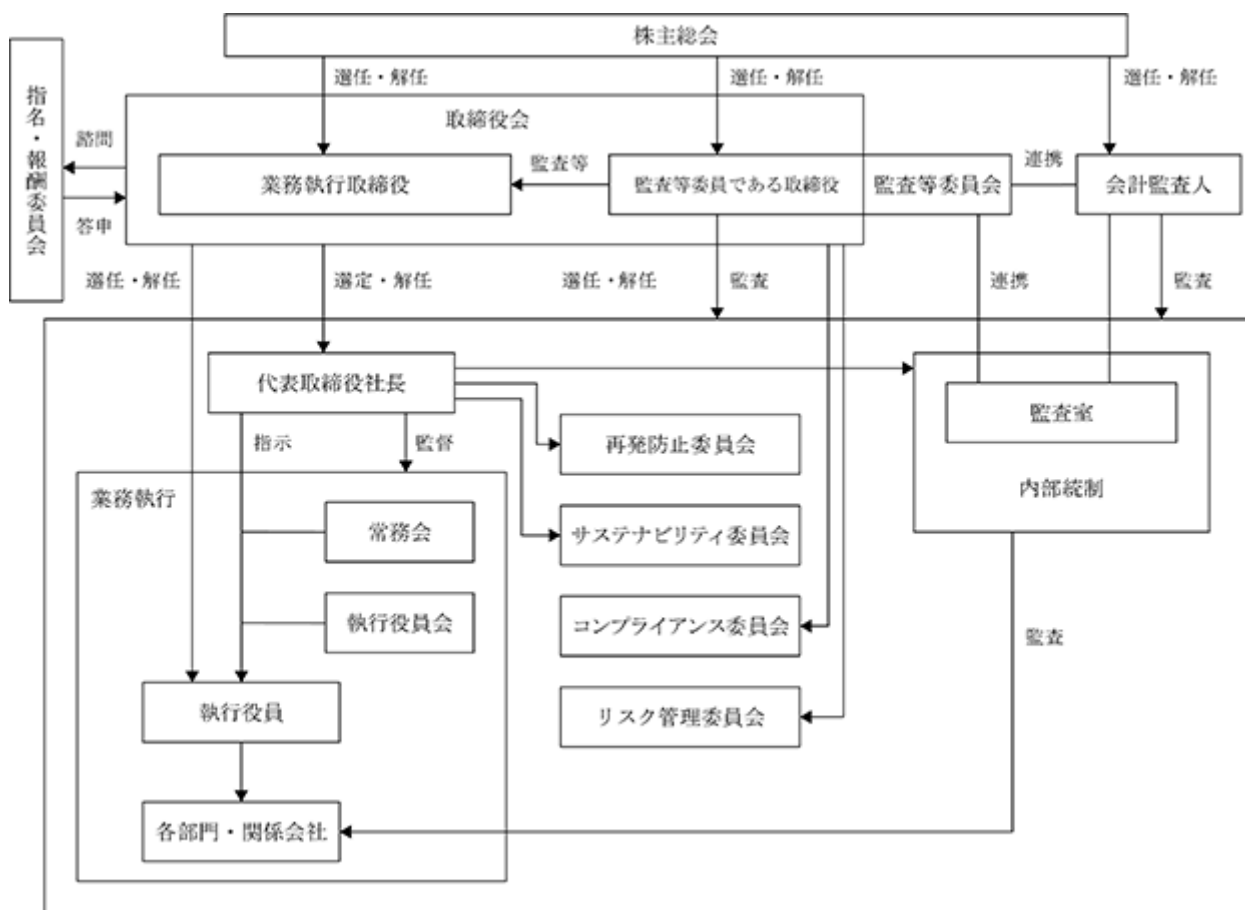 株主総会
選任・解任
選任・解任
選任・解任
指名・報酬委員会
諮問
答申
取締役会
業務執行取締役
監査等
監査等委員である取締役
監査等委員会
連携
会計監査人
選任・解任
選定・解任
選任・解任
監査
連携
監査
代表取締役社長
指示
監督
再発防止委員会
監査室
内部統制
業務執行
常務会
サステナビリティ委員会
執行役員会
コンプライアンス委員会
監査
執行役員
リスク管理委員会
各部門・関係会社